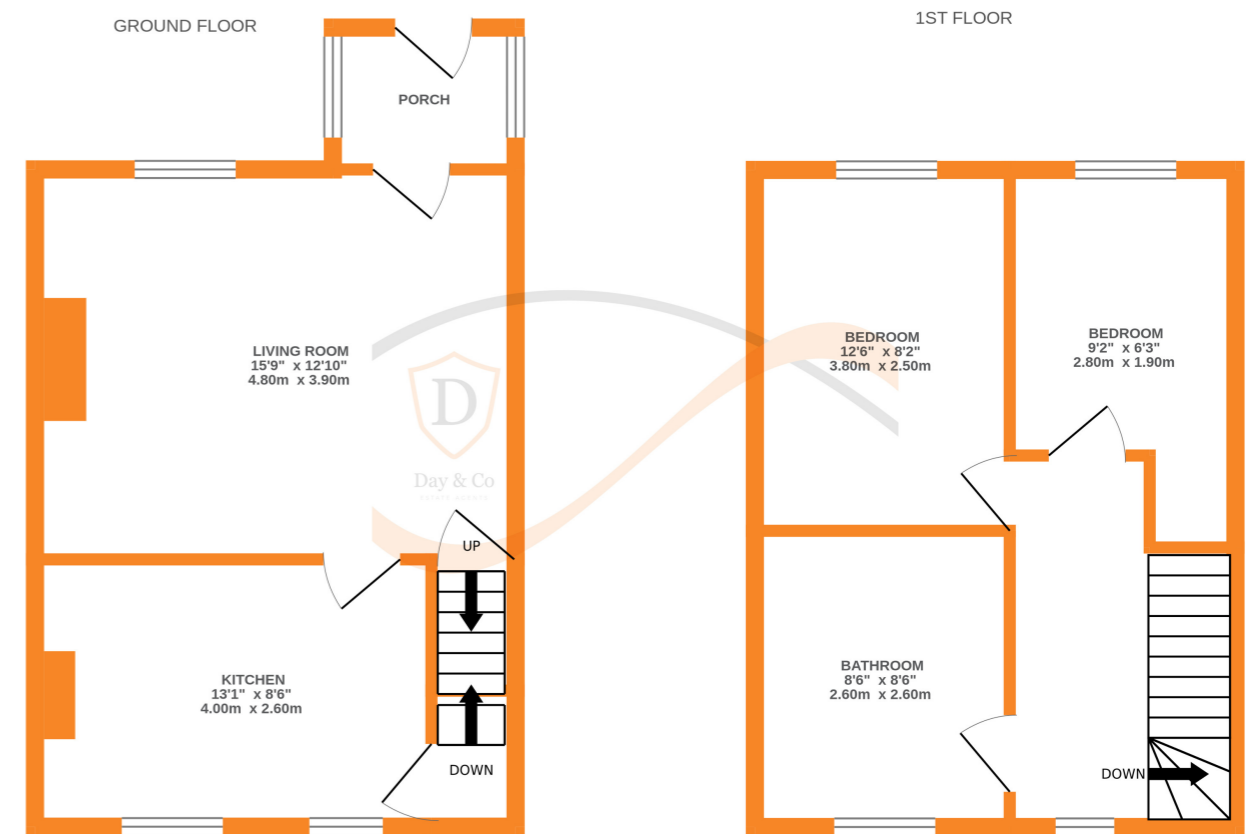 GROUND FLOOR
1ST FLOOR
PORCH
LIVING ROOM
15'9" x 12'10"
4.80m x 3.90m
BEDROOM
12'6" x 8'2"
3.80m x 2.50m
BEDROOM
9'2" x 6'3"
2.80m x 1.90m
D
Day & Co
UP
KITCHEN
13'1" x 8'6"
4.00m x 2.60m
DOWN
BATHROOM
8'6" x 8'6"
2.60m x 2.60m
DOWN